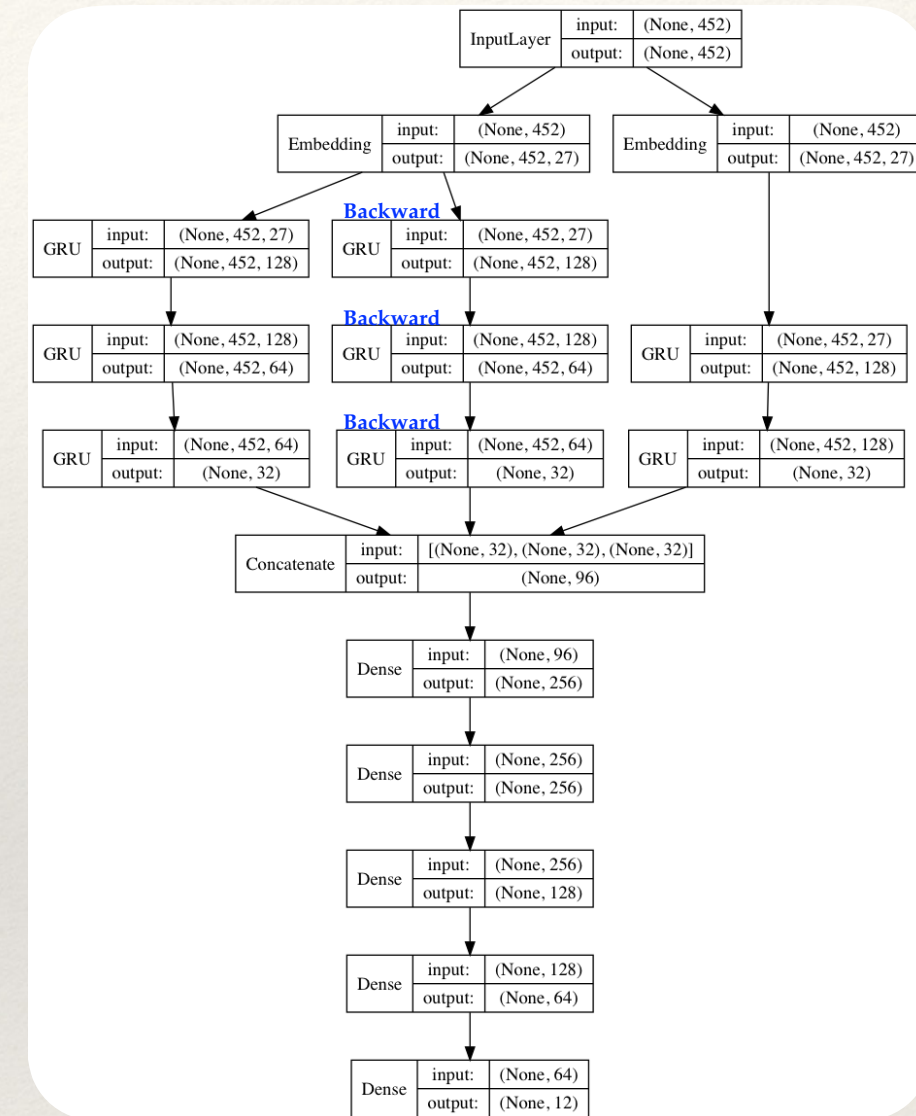 InputLayer
input: (None, 452)
output: (None, 452)
Embedding
input: (None, 452)
output: (None, 452, 27)
Embedding
input: (None, 452)
output: (None, 452, 27)
GRU
input: (None, 452, 27)
output: (None, 452, 128)
Backward
GRU
input: (None, 452, 27)
output: (None, 452, 128)
GRU
input: (None, 452, 128)
output: (None, 452, 64)
Backward
GRU
input: (None, 452, 128)
output: (None, 452, 64)
GRU
input: (None, 452, 27)
output: (None, 452, 128)
GRU
input: (None, 452, 64)
output: (None, 32)
Backward
GRU
input: (None, 452, 64)
output: (None, 32)
GRU
input: (None, 452, 128)
output: (None, 32)
Concatenate
input: [(None, 32), (None, 32), (None, 32)]
output: (None, 96)
Dense
input: (None, 96)
output: (None, 256)
Dense
input: (None, 256)
output: (None, 256)
Dense
input: (None, 256)
output: (None, 128)
Dense
input: (None, 128)
output: (None, 64)
Dense
input: (None, 64)
output: (None, 12)